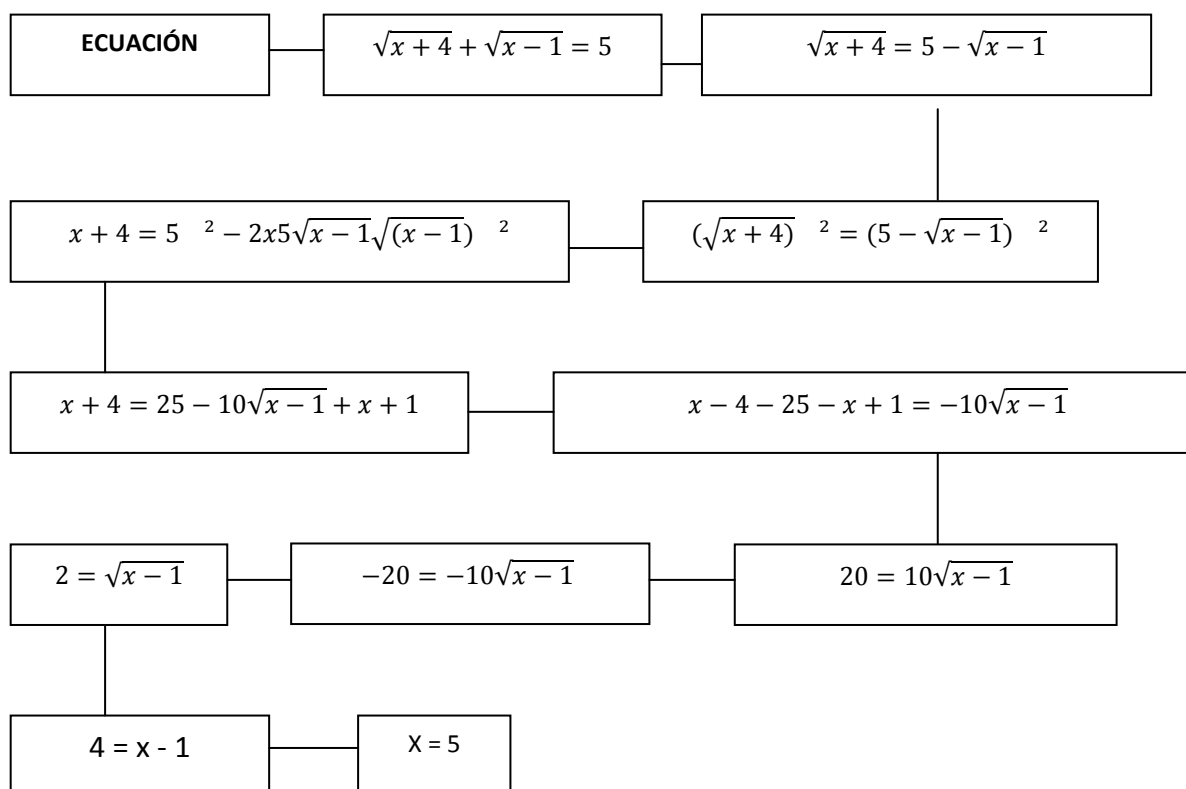 ECUACIÓN
√(x + 4) + √(x − 1) = 5
√(x + 4) = 5 − √(x − 1)
(√(x + 4)) ² = (5 − √(x − 1)) ²
x + 4 = 5 ² − 2x5√(x − 1)√((x − 1)) ²
x + 4 = 25 − 10√(x − 1) + x + 1
x − 4 − 25 − x + 1 = −10√(x − 1)
20 = 10√(x − 1)
−20 = −10√(x − 1)
2 = √(x − 1)
4 = x - 1
X = 5